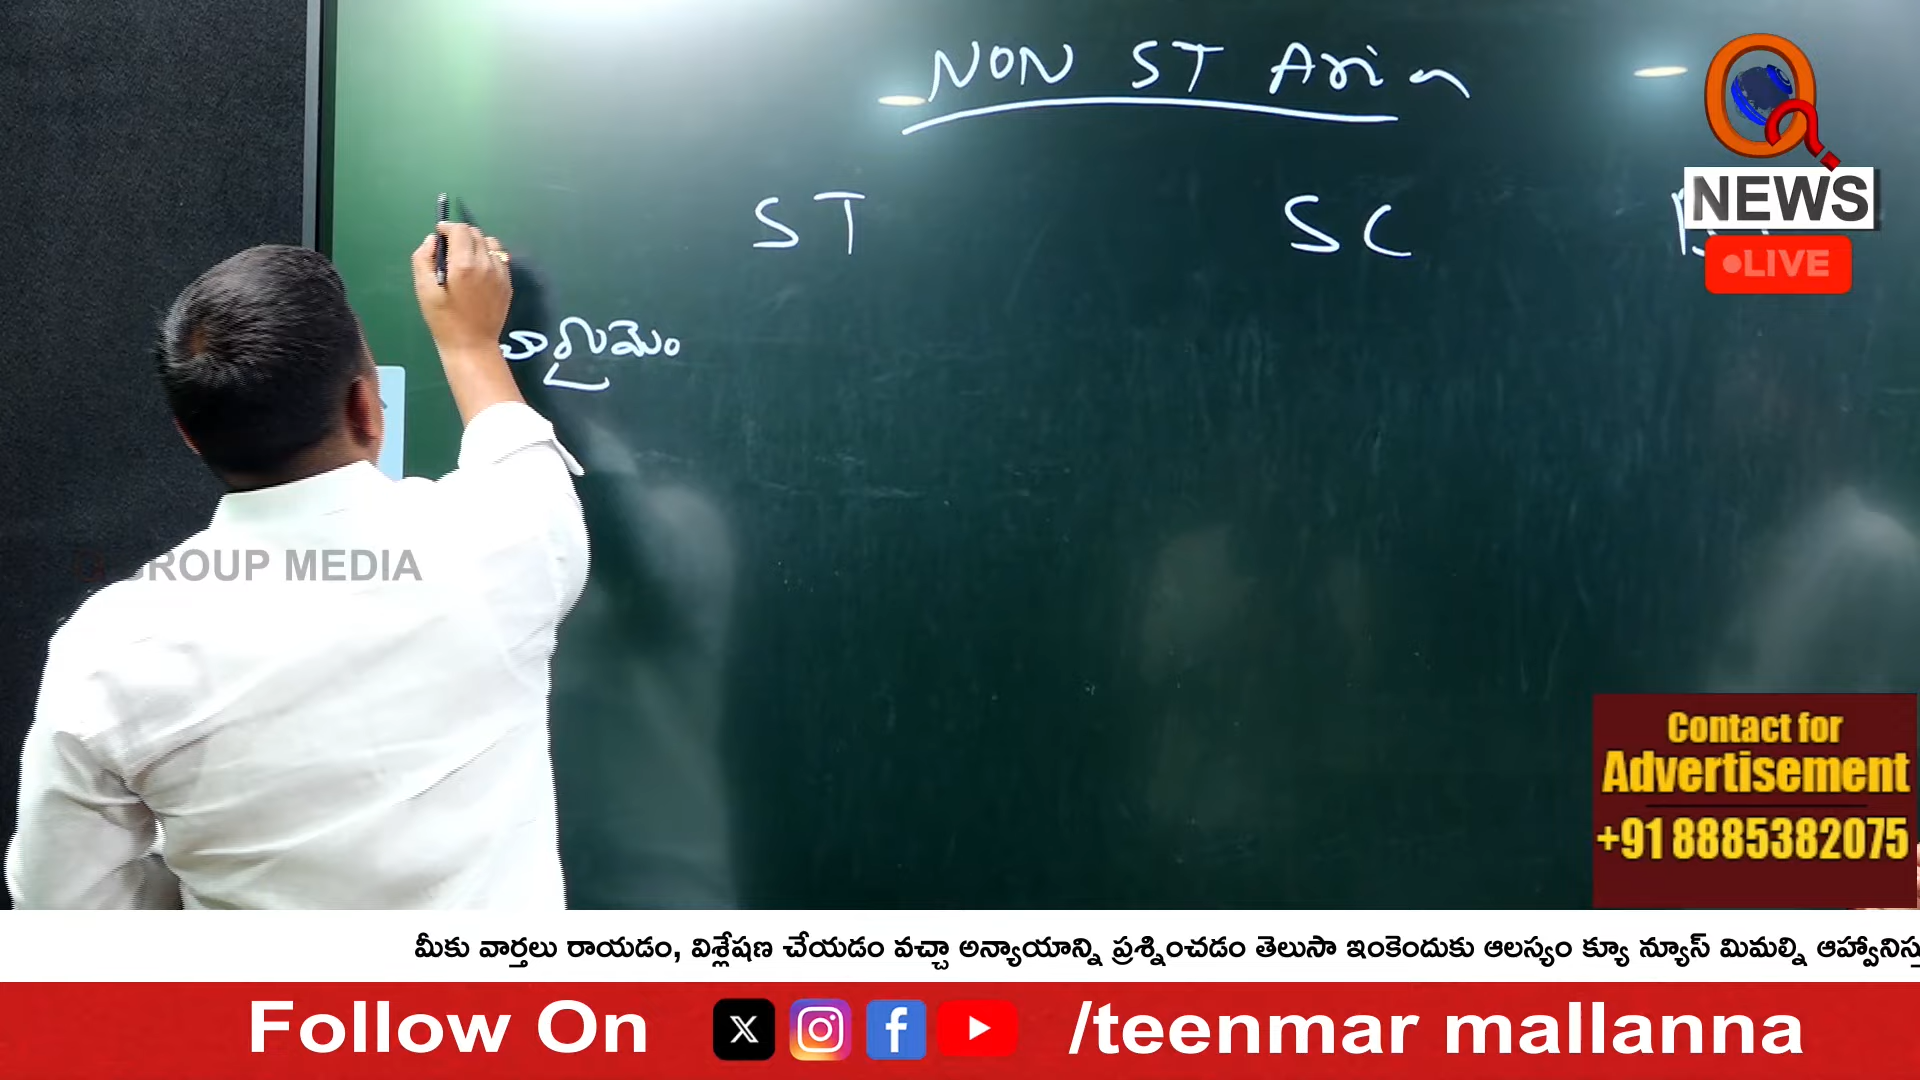 NON ST Aria
ST SC
NEWS
LIVE
GROUP MEDIA
Contact for
Advertisement
+91 8885382075
మీకు వార్తలు రాయడం, విశ్లేషణ చేయడం వచ్చా అన్యాయాన్ని ప్రశ్నించడం తెలుసా ఇంకెందుకు ఆలస్యం క్యూ న్యూస్ మిమల్ని ఆహ్వానిస్తు
Follow On /teenmar mallanna